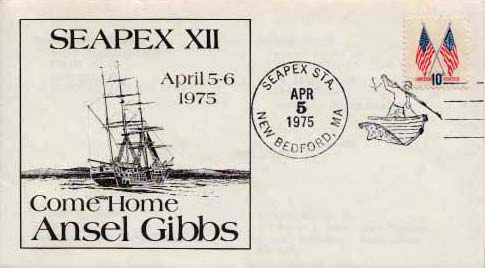 SEAPEX XII
April 5-6
1975
Come Home
Ansel Gibbs
SEAPEX STA.
APR
5
1975
NEW BEDFORD, MA
10¢